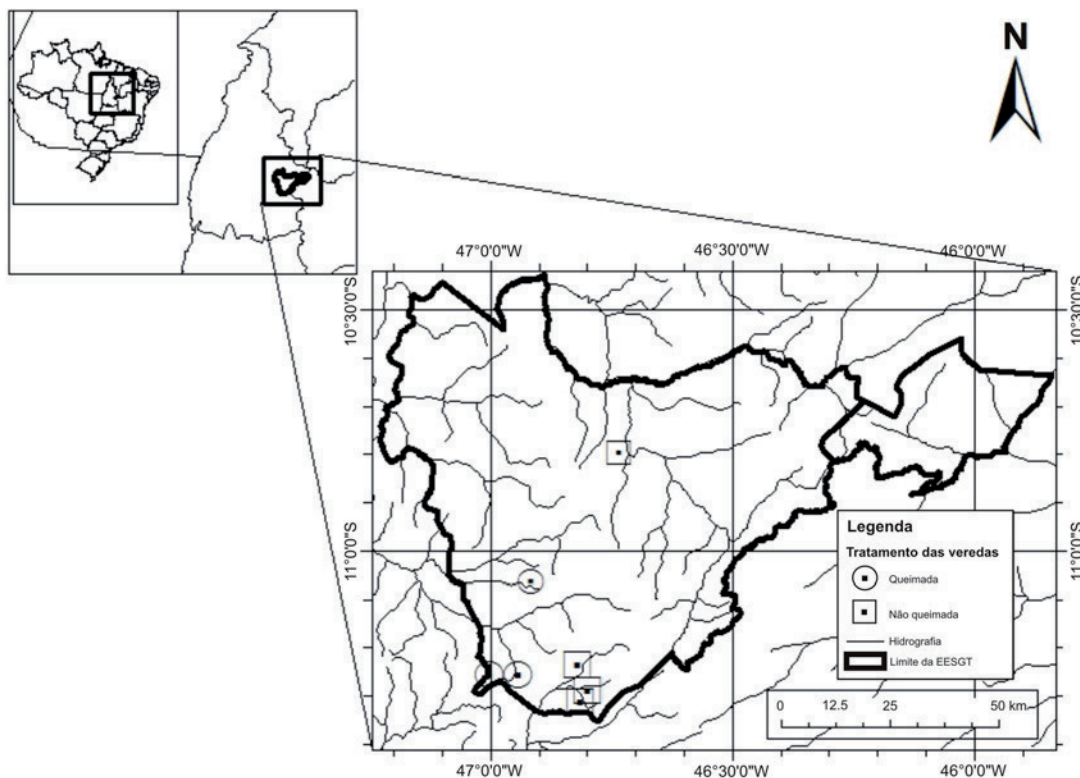 N
47°0'0"W
46°30'0"W
46°0'0"W
10°30'0"S
10°30'0"S
11°0'0"S
11°0'0"S
Legenda
Tratamento das veredas
Queimada
Não queimada
Hidrografia
Limite da EESGT
0 12.5 25 50 km
47°0'0"W
46°30'0"W
46°0'0"W